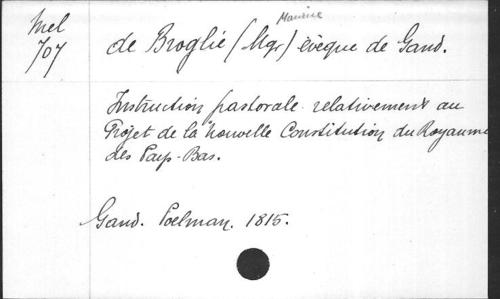 Mel
707
Maurice
de Broglie (Mgr) évèque de Gand.
Instruction pastorale relativement au
Projet de la nouvelle Constitution du Royaume
des Pays-Bas.
Gand. Poelman. 1815.